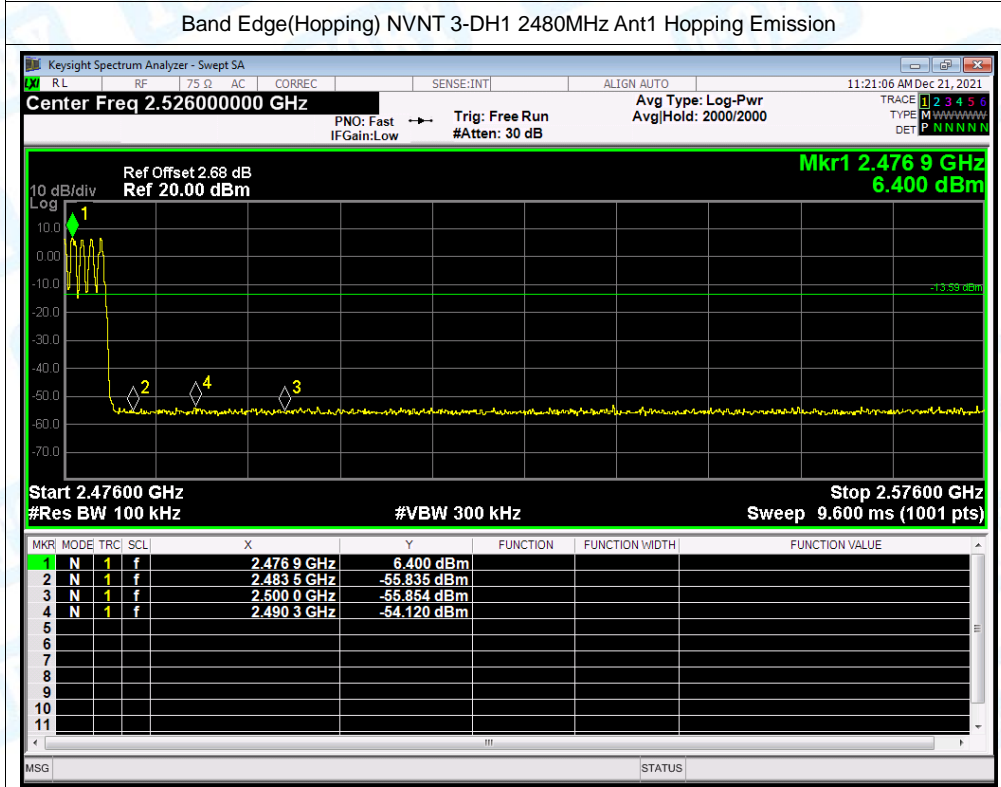 Band Edge(Hopping) NVNT 3-DH1 2480MHz Ant1 Hopping Emission
Keysight Spectrum Analyzer - Swept SA
LXI RL RF 75 Ω AC CORREC SENSE:INT ALIGN AUTO 11:21:06 AM Dec 21, 2021
Center Freq 2.526000000 GHz Avg Type: Log-Pwr TRACE 1 2 3 4 5 6
PNO: Fast Trig: Free Run Avg|Hold: 2000/2000 TYPE M W W W W W
IFGain:Low #Atten: 30 dB DET P N N N N N
Mkr1 2.476 9 GHz
Ref Offset 2.68 dB
10 dB/div Ref 20.00 dBm 6.400 dBm
Log
1
10.0
0.00
-10.0
-13.59 dBm
-20.0
-30.0
-40.0
2 4 3
-50.0
-60.0
-70.0
Start 2.47600 GHz Stop 2.57600 GHz
#Res BW 100 kHz #VBW 300 kHz Sweep 9.600 ms (1001 pts)
MKR MODE TRC SCL X Y FUNCTION FUNCTION WIDTH FUNCTION VALUE
1 N 1 f 2.476 9 GHz 6.400 dBm
2 N 1 f 2.483 5 GHz -55.835 dBm
3 N 1 f 2.500 0 GHz -55.854 dBm
4 N 1 f 2.490 3 GHz -54.120 dBm
5
6
7
8
9
10
11
MSG STATUS